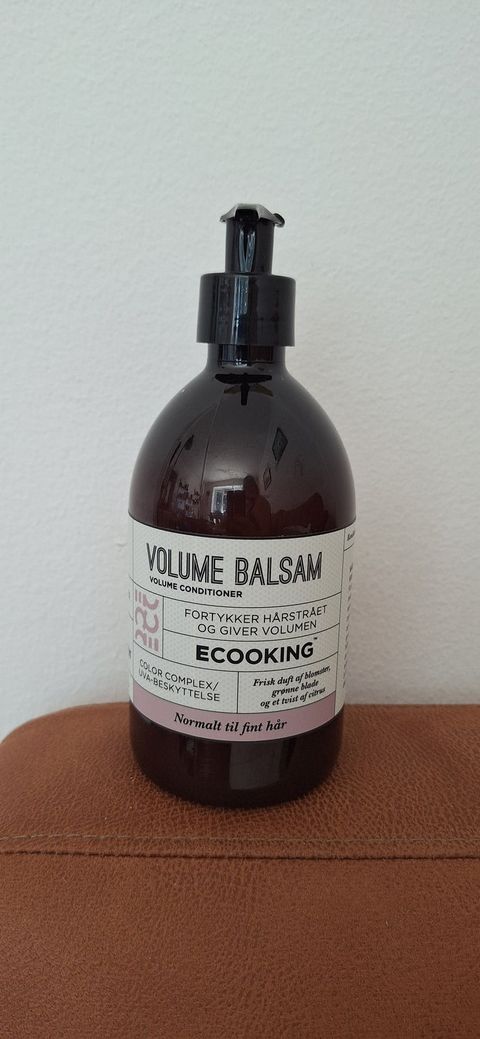 VOLUME BALSAM
VOLUME CONDITIONER
FORTYKKER HÅRSTRÅET
OG GIVER VOLUMEN
ECOOKING™
COLOR COMPLEX/
UVA-BESKYTTELSE
Frisk duft af blomster,
grønne blade
og et twist af citrus
Normalt til fint hår